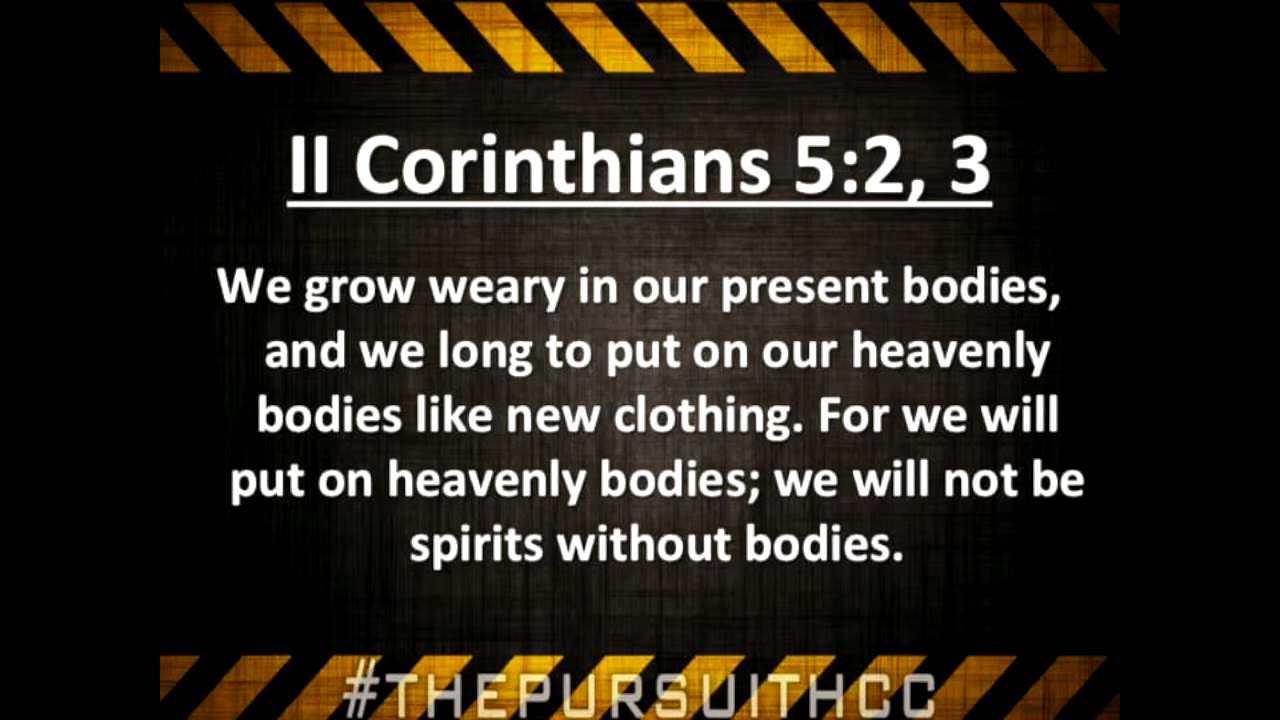 II Corinthians 5:2, 3
We grow weary in our present bodies,
and we long to put on our heavenly
bodies like new clothing. For we will
put on heavenly bodies; we will not be
spirits without bodies.
#THEPURSUITHCC